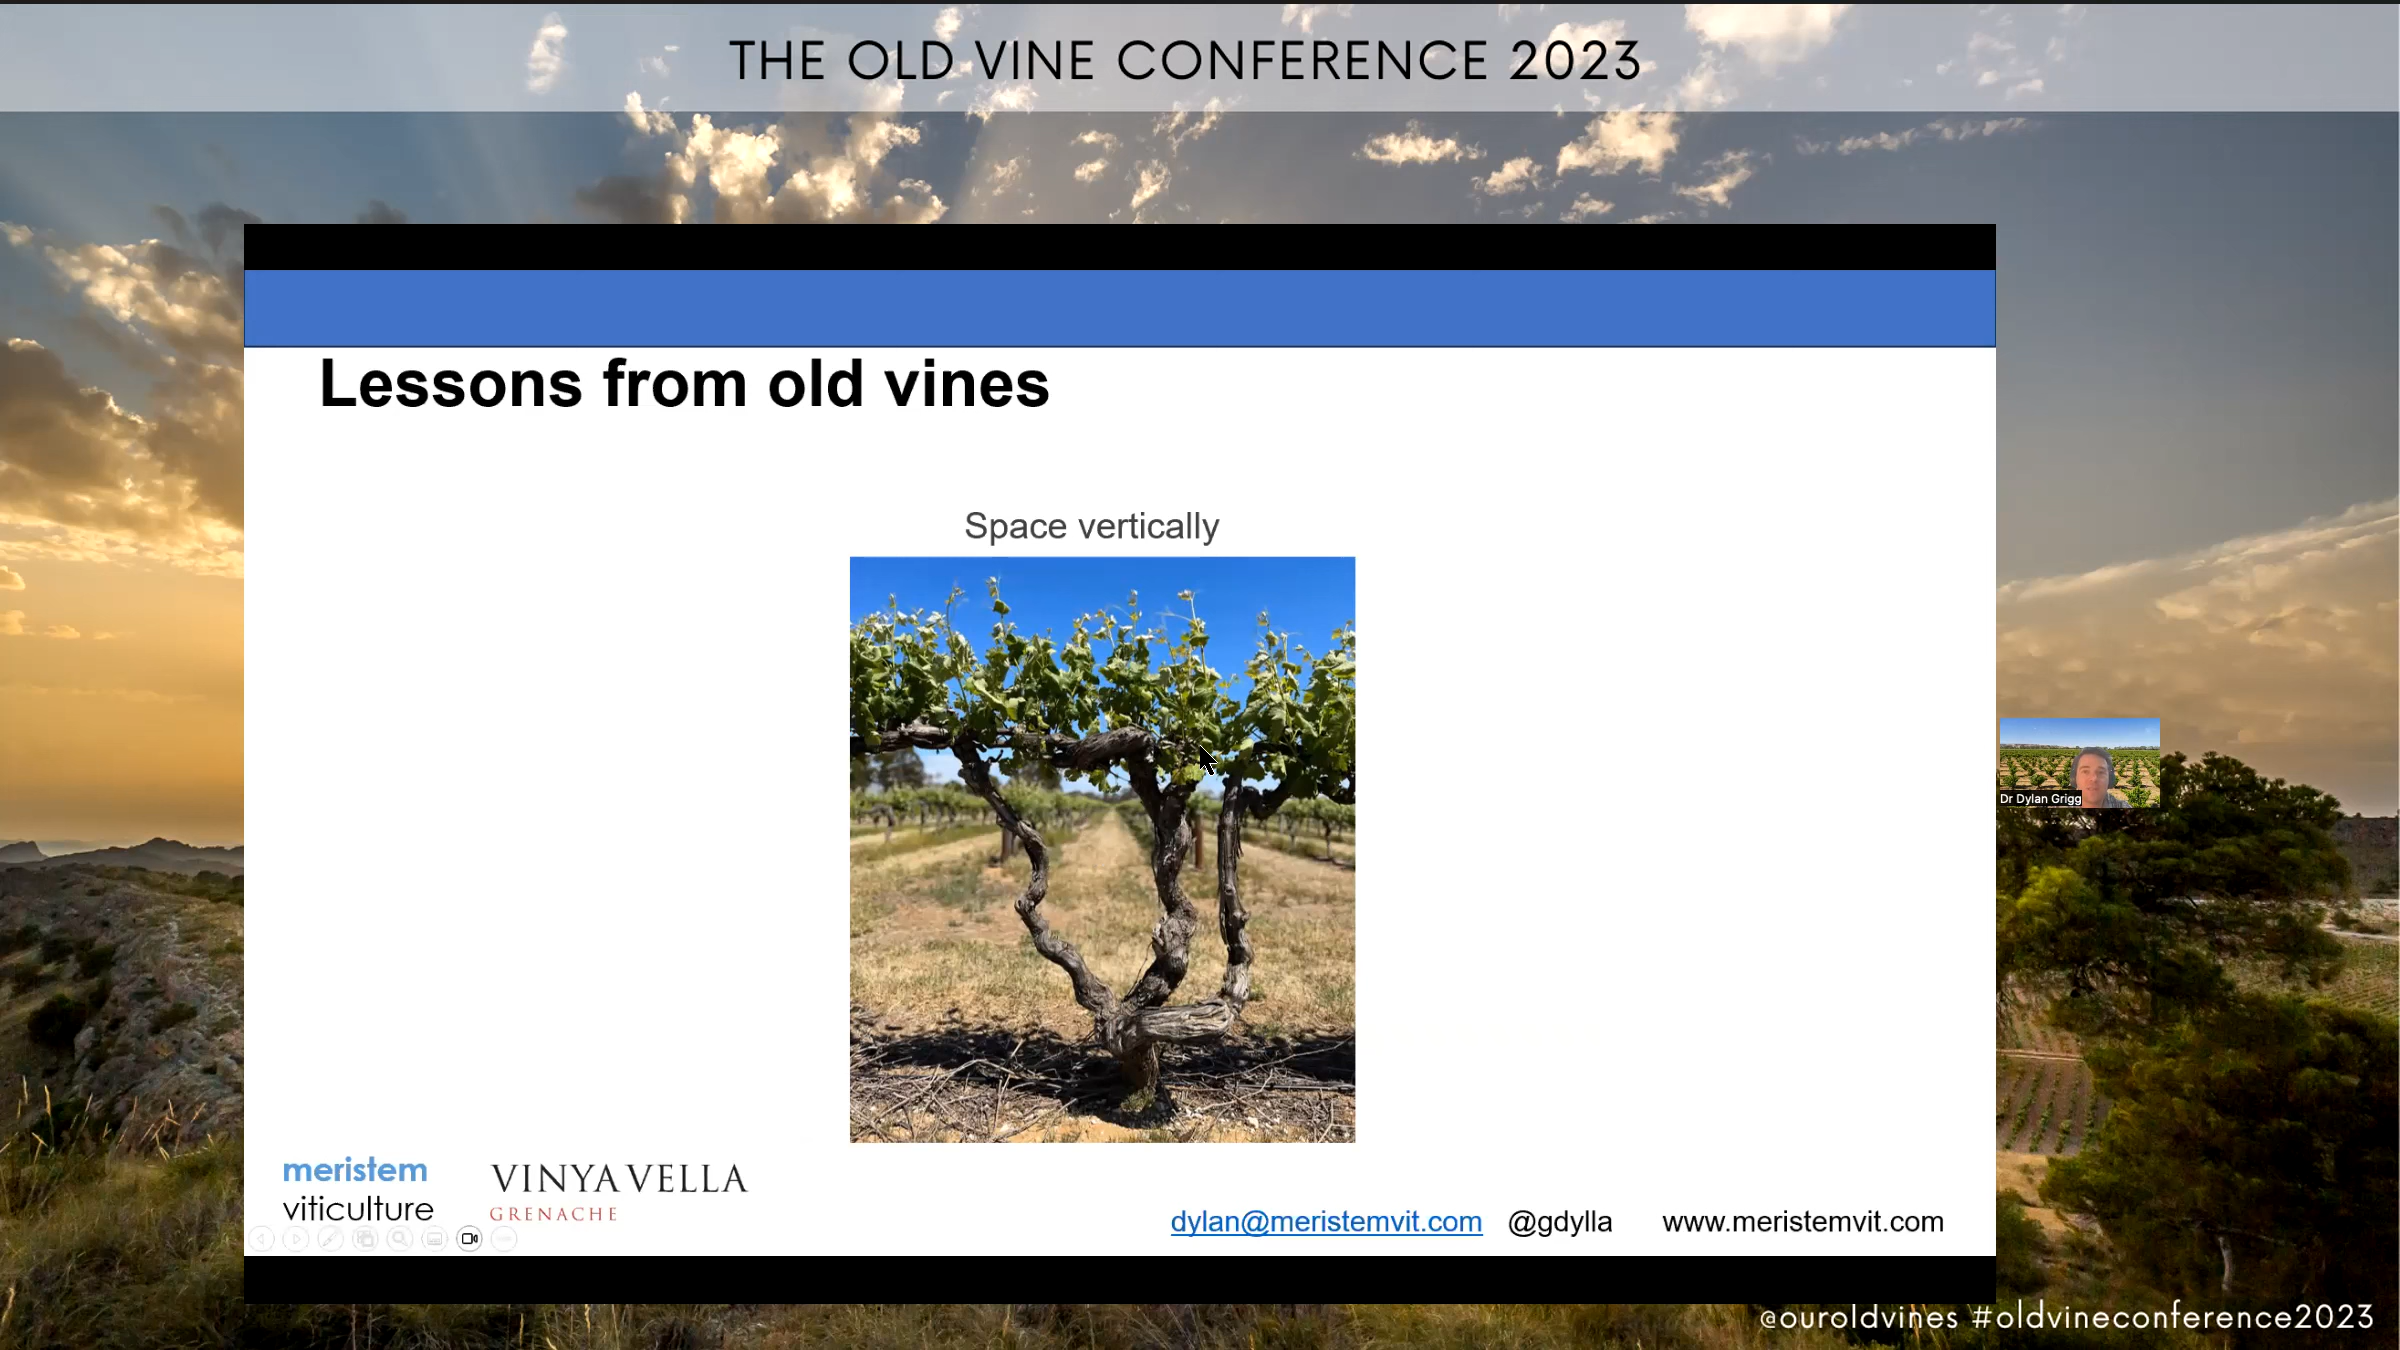 THE OLD VINE CONFERENCE 2023
Lessons from old vines
Space vertically
Dr Dylan Grigg
meristem
viticulture
VINYA VELLA
GRENACHE
dylan@meristemvit.com @gdylla www.meristemvit.com
@ouroldvines #oldvineconference2023